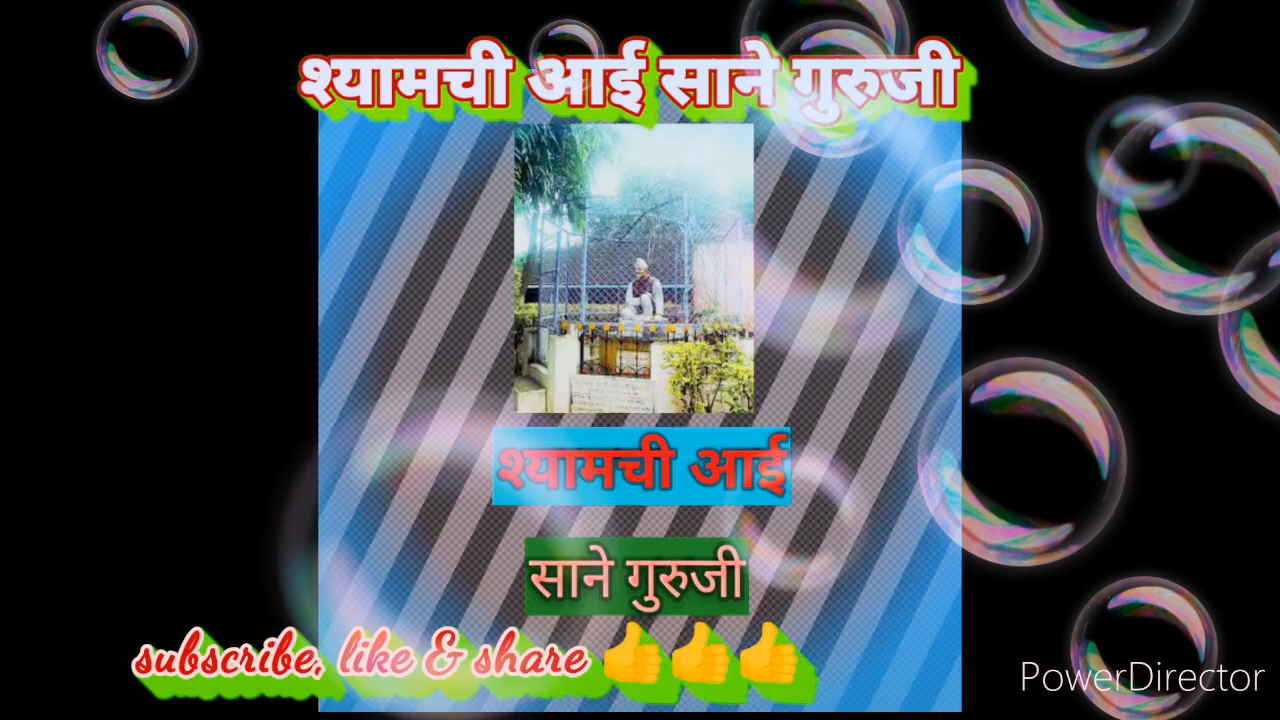 श्यामची आई साने गुरुजी
श्यामची आई
साने गुरुजी
subscribe, like & share 👍👍👍
PowerDirector